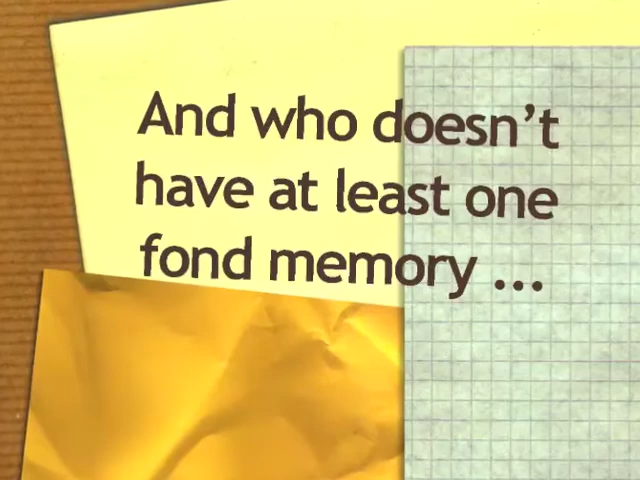 And who doesn’t
have at least one
fond memory ...